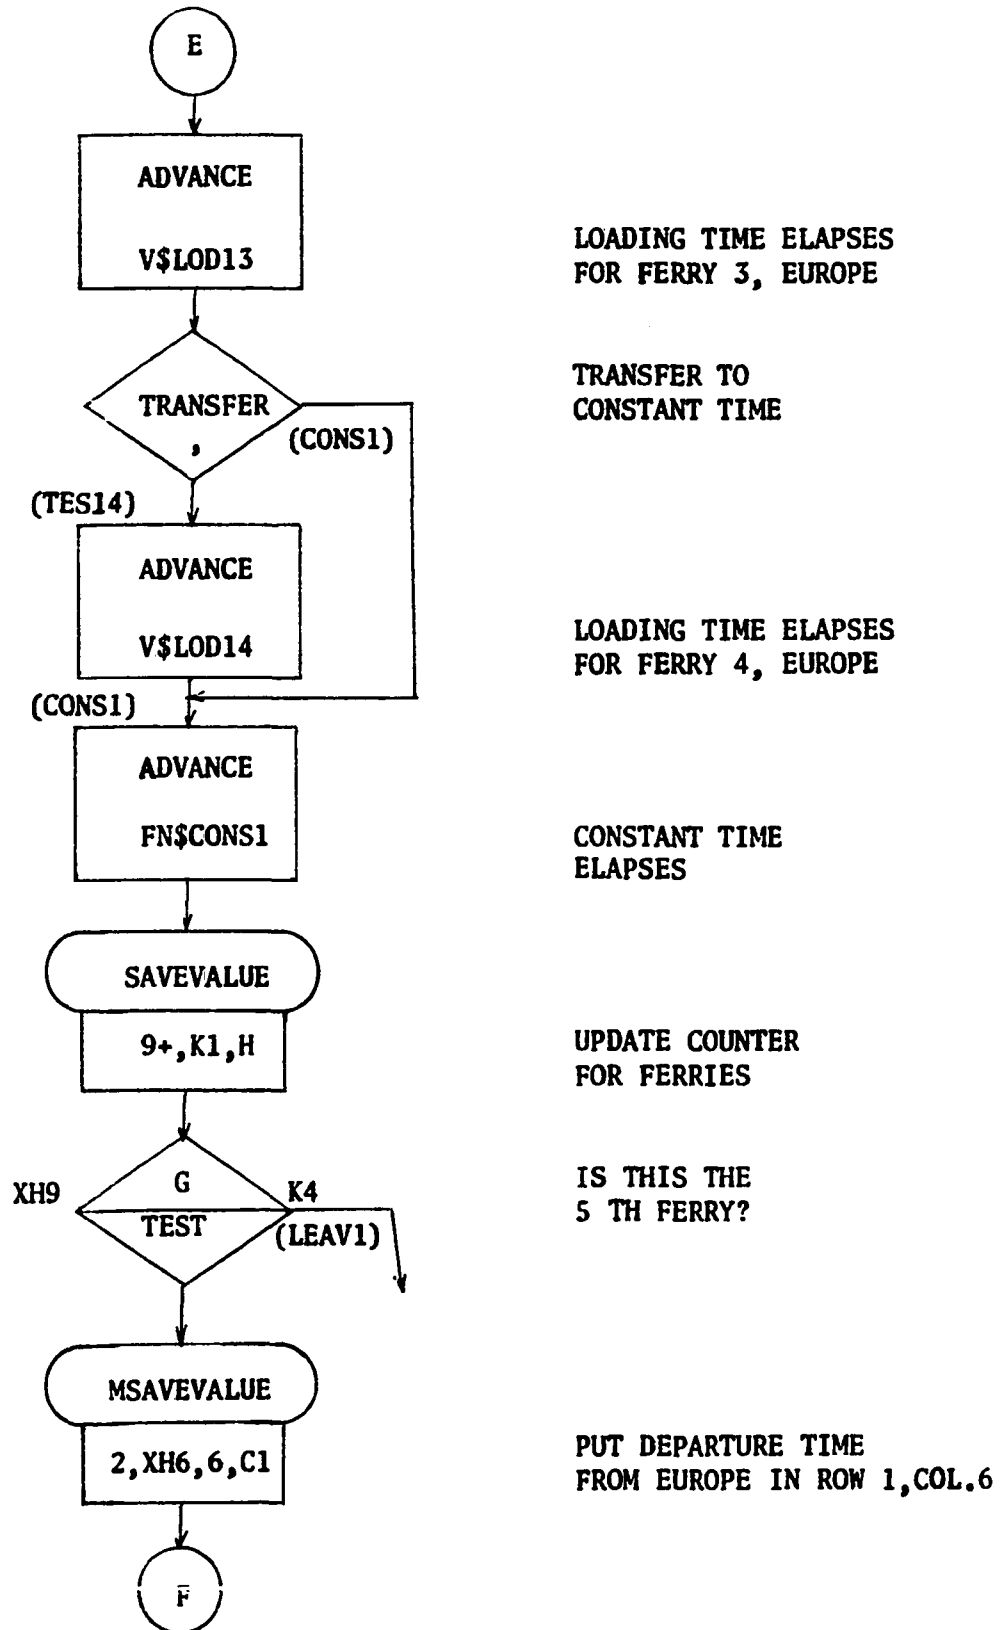 E
ADVANCE
V$LOD13
LOADING TIME ELAPSES
FOR FERRY 3, EUROPE
TRANSFER
,
(CONS1)
TRANSFER TO
CONSTANT TIME
(TES14)
ADVANCE
V$LOD14
LOADING TIME ELAPSES
FOR FERRY 4, EUROPE
(CONS1)
ADVANCE
FN$CONS1
CONSTANT TIME
ELAPSES
SAVEVALUE
9+,K1,H
UPDATE COUNTER
FOR FERRIES
XH9
G
TEST
K4
(LEAV1)
IS THIS THE
5 TH FERRY?
MSAVEVALUE
2,XH6,6,C1
PUT DEPARTURE TIME
FROM EUROPE IN ROW 1,COL.6
F